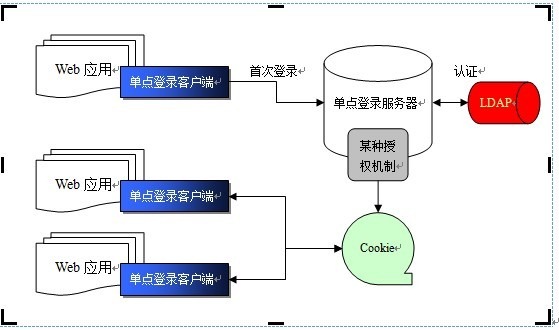 Web 应用
单点登录客户端
首次登录
单点登录服务器
认证
LDAP
某种授
权机制
Web 应用
单点登录客户端
Cookie
Web 应用
单点登录客户端